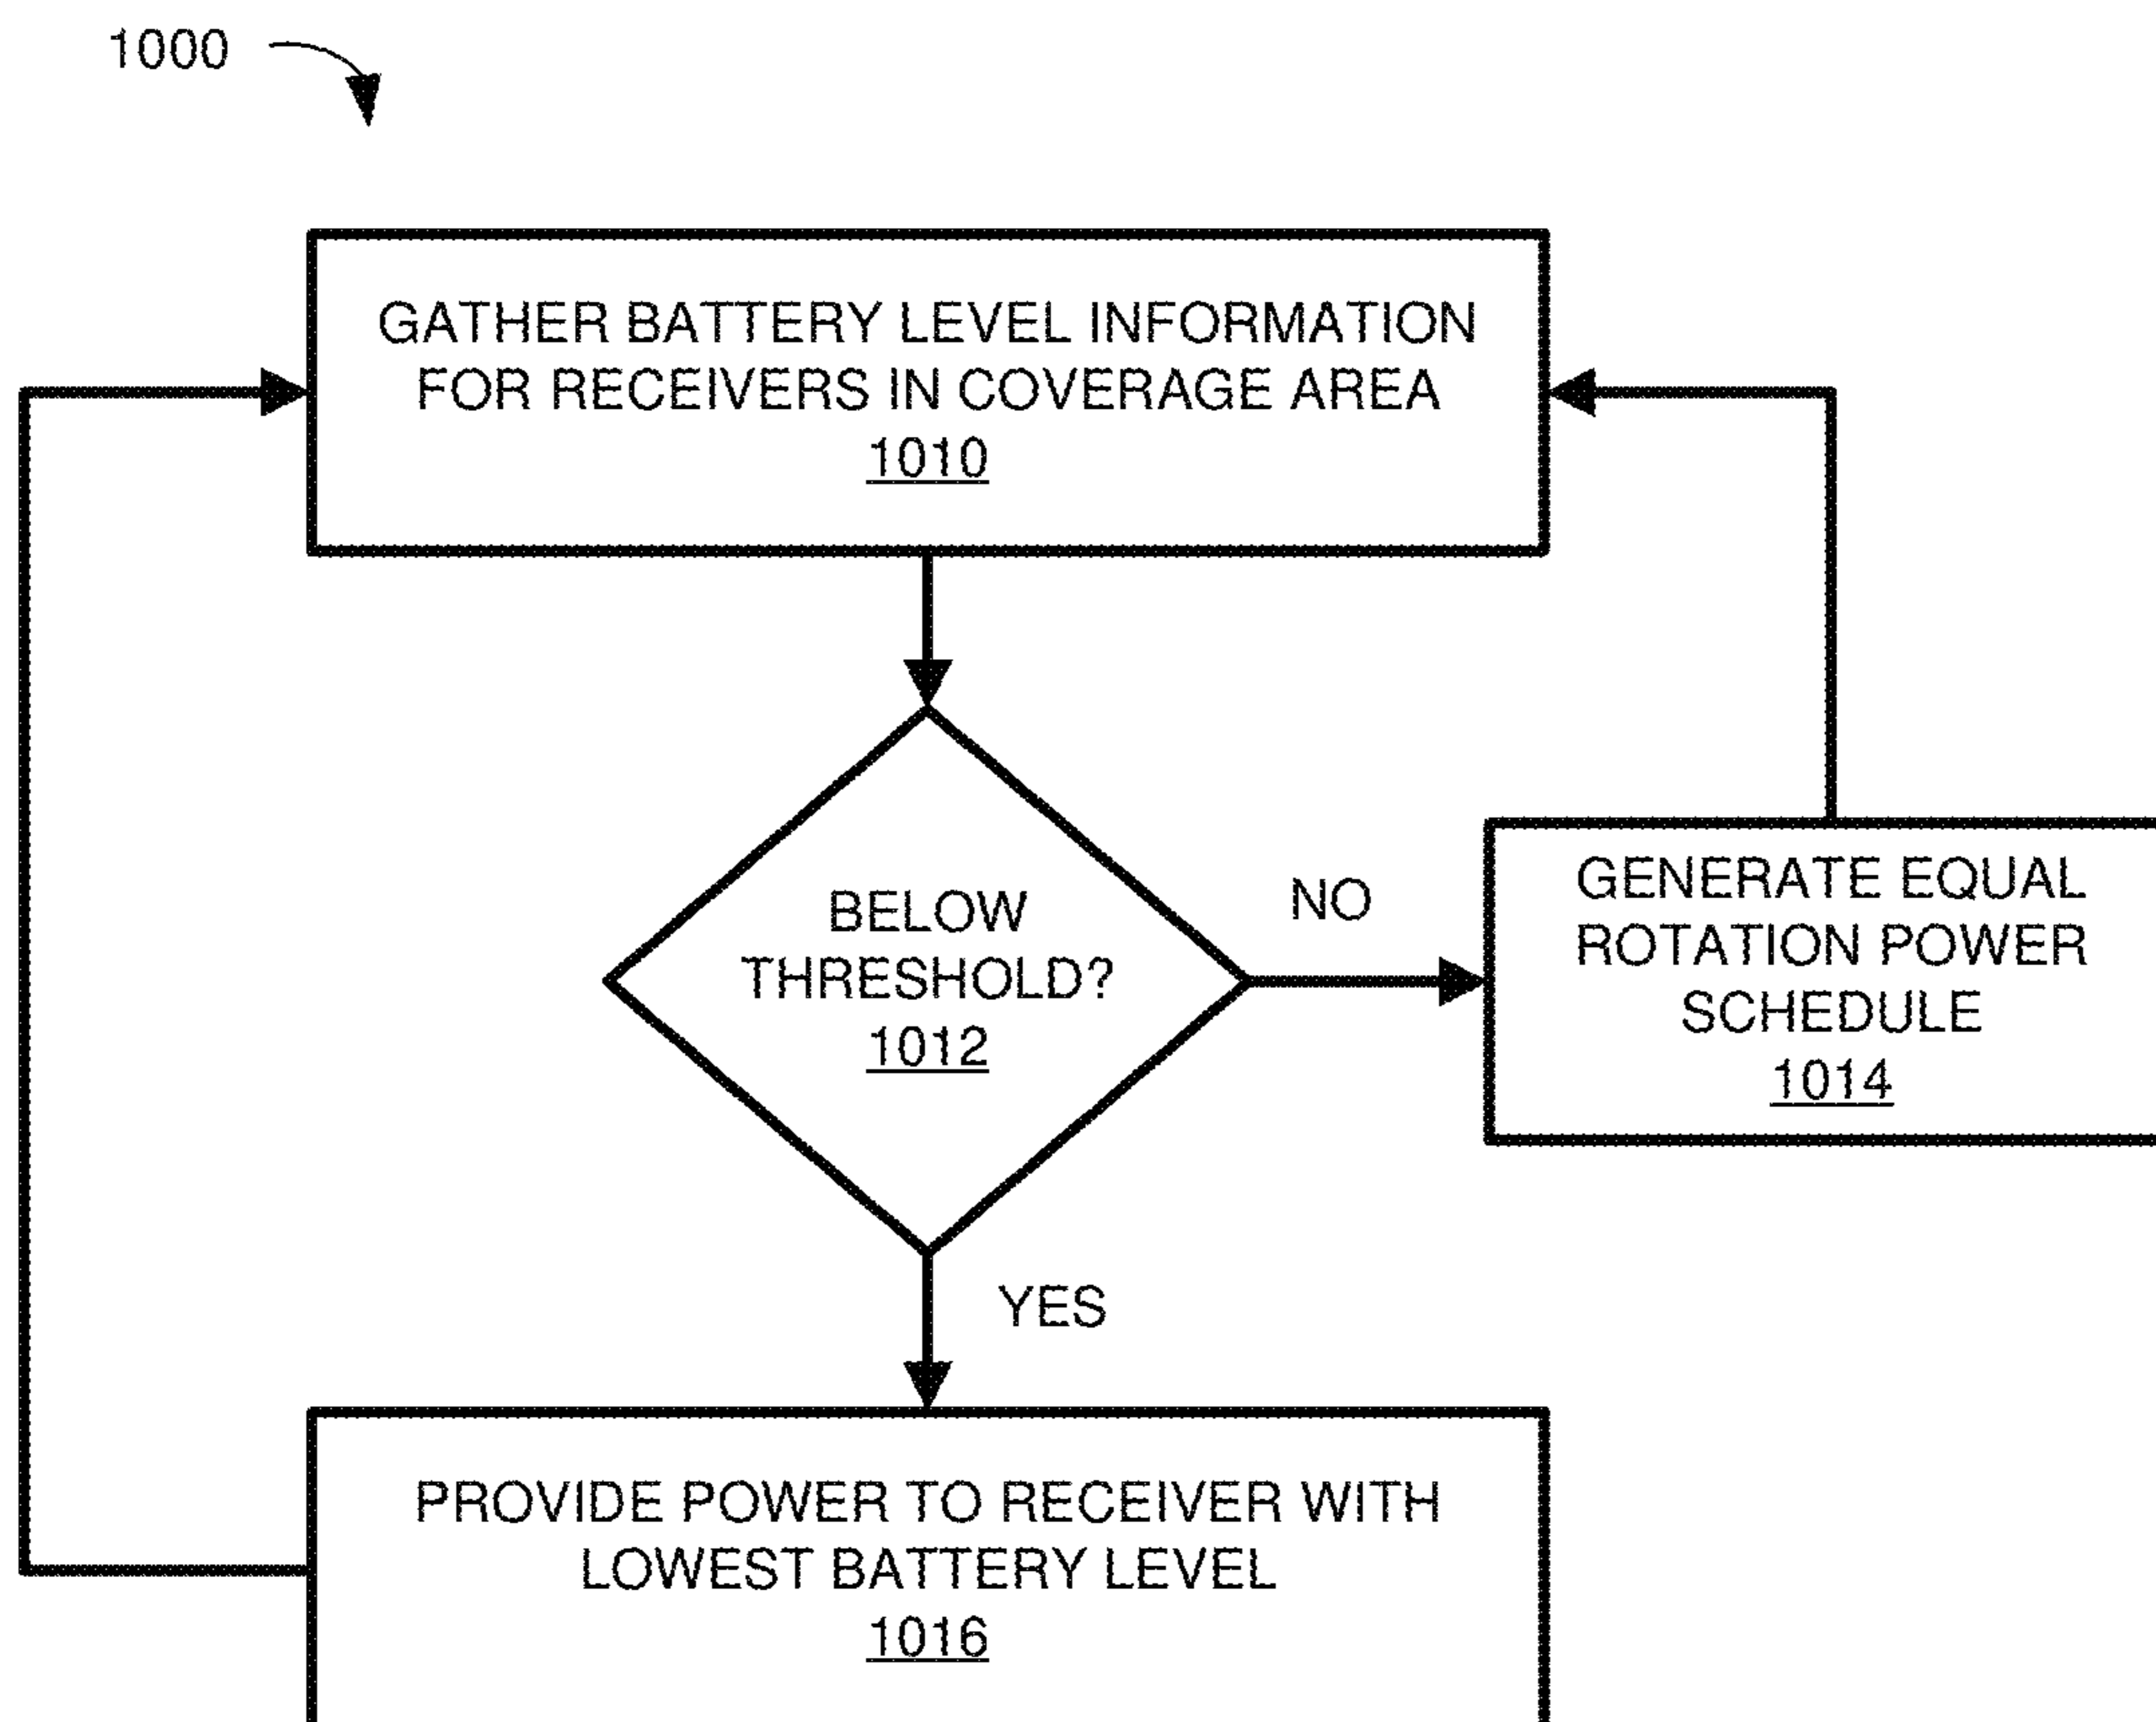 1000
GATHER BATTERY LEVEL INFORMATION
FOR RECEIVERS IN COVERAGE AREA
1010
BELOW
THRESHOLD?
1012
NO
GENERATE EQUAL
ROTATION POWER
SCHEDULE
1014
YES
PROVIDE POWER TO RECEIVER WITH
LOWEST BATTERY LEVEL
1016